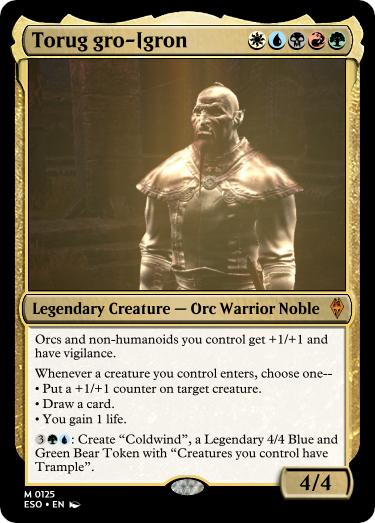 Torug gro-Igron
Legendary Creature — Orc Warrior Noble
Orcs and non-humanoids you control get +1/+1 and
have vigilance.
Whenever a creature you control enters, choose one--
• Put a +1/+1 counter on target creature.
• Draw a card.
• You gain 1 life.
3: Create “Coldwind”, a Legendary 4/4 Blue and
Green Bear Token with “Creatures you control have
Trample”.
4/4
M 0125
ESO • EN